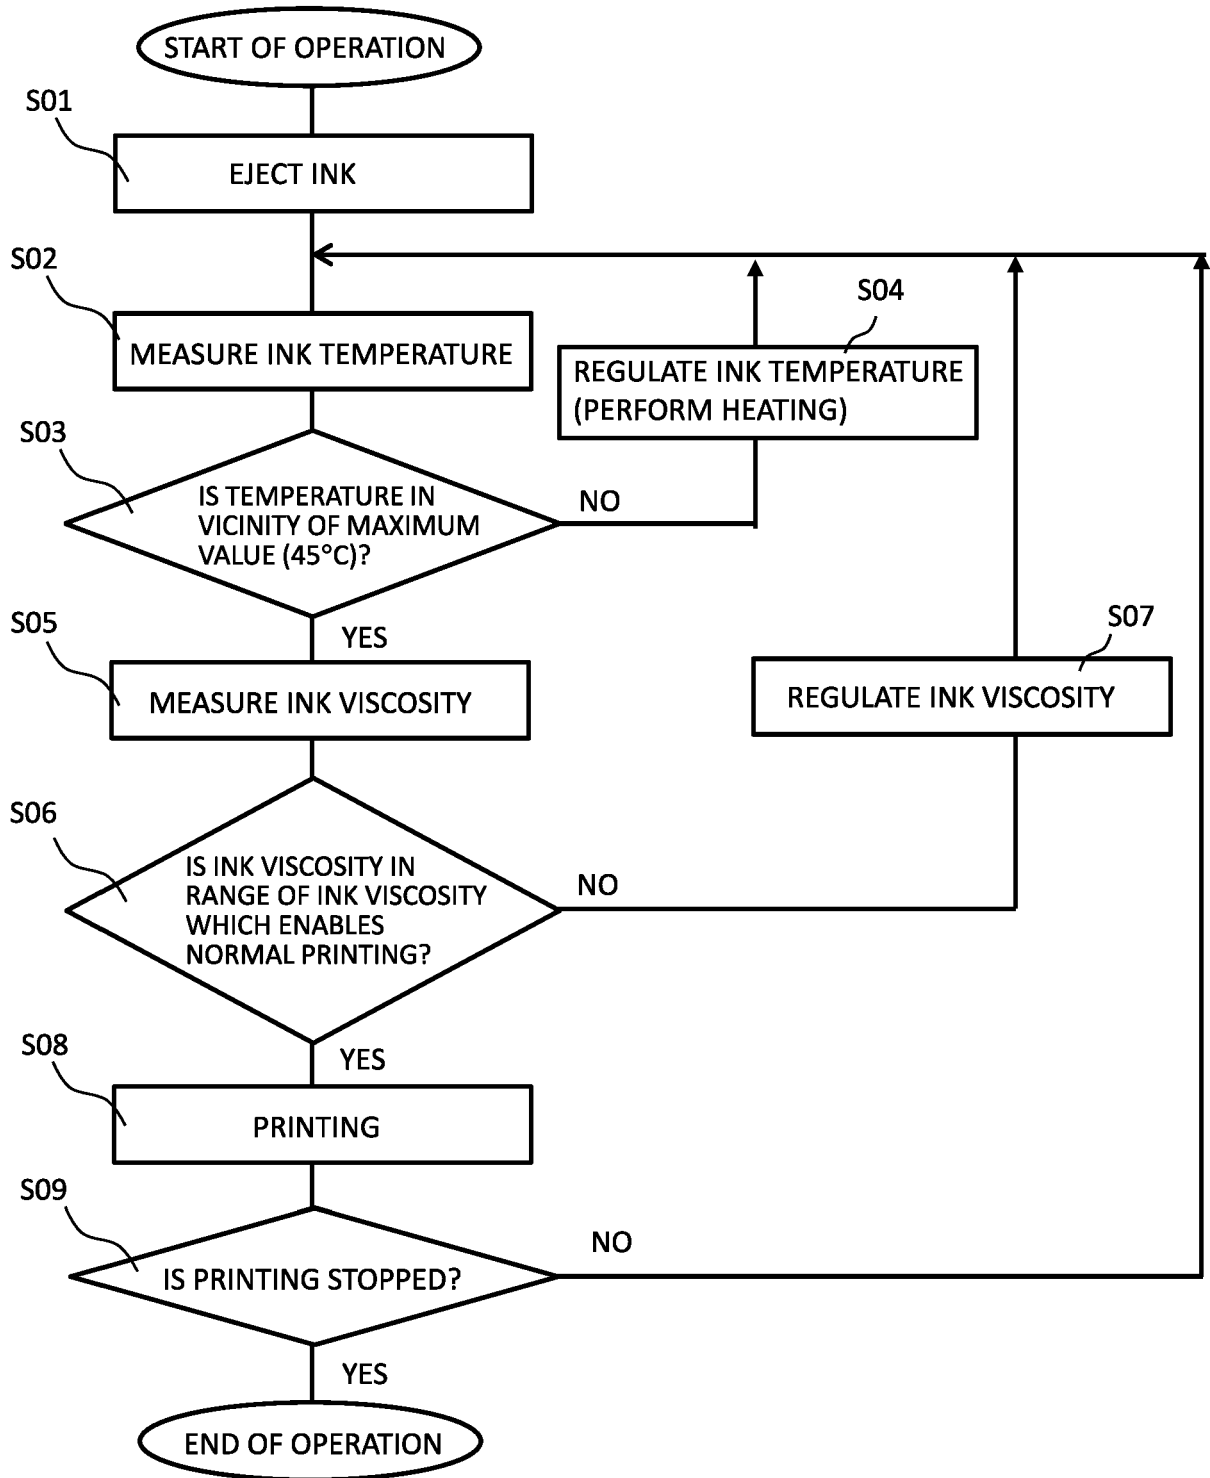 START OF OPERATION
S01
EJECT INK
S02
MEASURE INK TEMPERATURE
S04
REGULATE INK TEMPERATURE
(PERFORM HEATING)
S03
IS TEMPERATURE IN
VICINITY OF MAXIMUM
VALUE (45°C)?
NO
YES
S05
MEASURE INK VISCOSITY
S07
REGULATE INK VISCOSITY
S06
IS INK VISCOSITY IN
RANGE OF INK VISCOSITY
WHICH ENABLES
NORMAL PRINTING?
NO
YES
S08
PRINTING
S09
IS PRINTING STOPPED?
NO
YES
END OF OPERATION